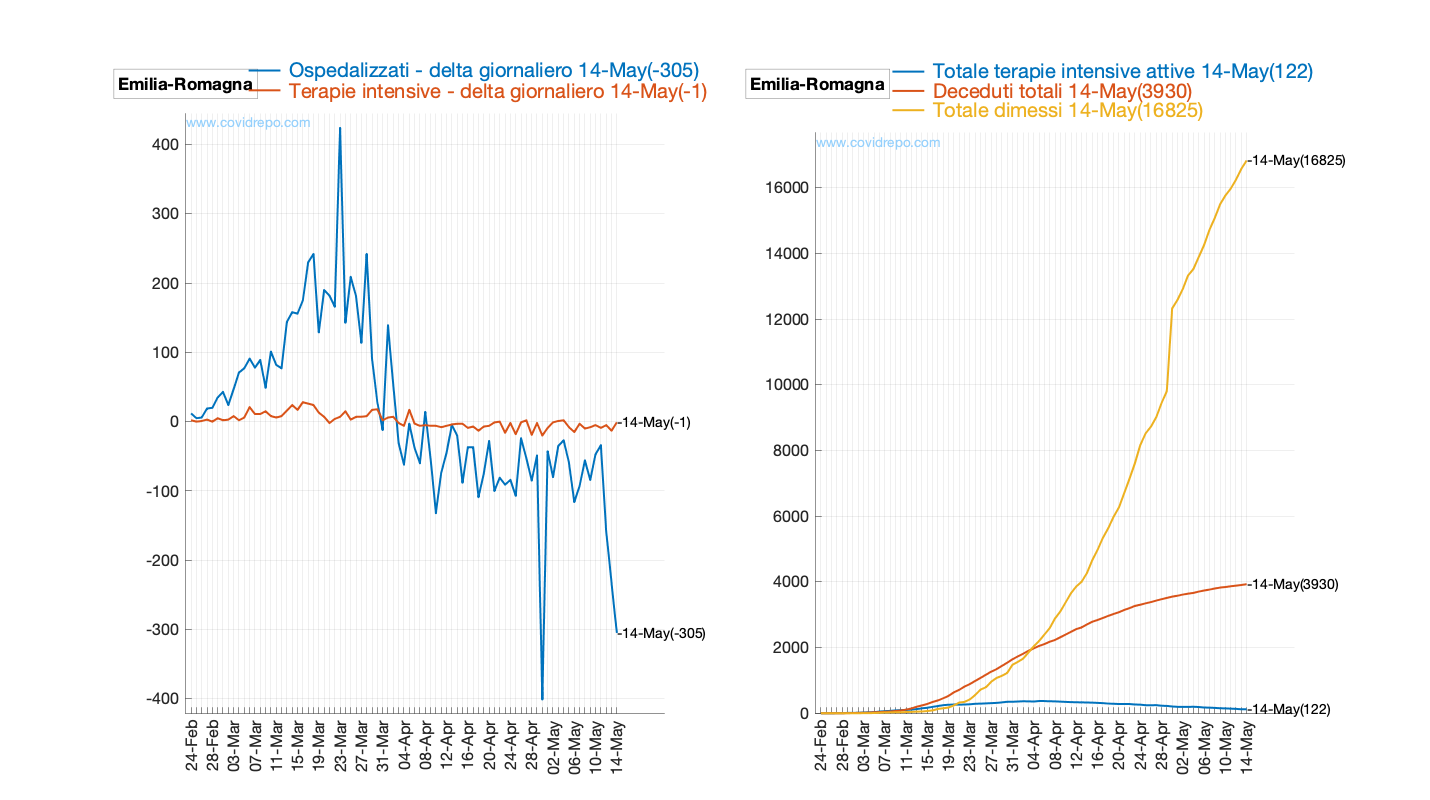 Emilia-Romagna
Ospedalizzati - delta giornaliero 14-May(-305)
Terapie intensive - delta giornaliero 14-May(-1)
www.covidrepo.com
400
300
200
100
0
-100
-200
-300
-400
-14-May(-1)
-14-May(-305)
24-Feb
28-Feb
03-Mar
07-Mar
11-Mar
15-Mar
19-Mar
23-Mar
27-Mar
31-Mar
04-Apr
08-Apr
12-Apr
16-Apr
20-Apr
24-Apr
28-Apr
02-May
06-May
10-May
14-May
Emilia-Romagna
Totale terapie intensive attive 14-May(122)
Deceduti totali 14-May(3930)
Totale dimessi 14-May(16825)
www.covidrepo.com
16000
14000
12000
10000
8000
6000
4000
2000
0
-14-May(16825)
-14-May(3930)
-14-May(122)
24-Feb
28-Feb
03-Mar
07-Mar
11-Mar
15-Mar
19-Mar
23-Mar
27-Mar
31-Mar
04-Apr
08-Apr
12-Apr
16-Apr
20-Apr
24-Apr
28-Apr
02-May
06-May
10-May
14-May